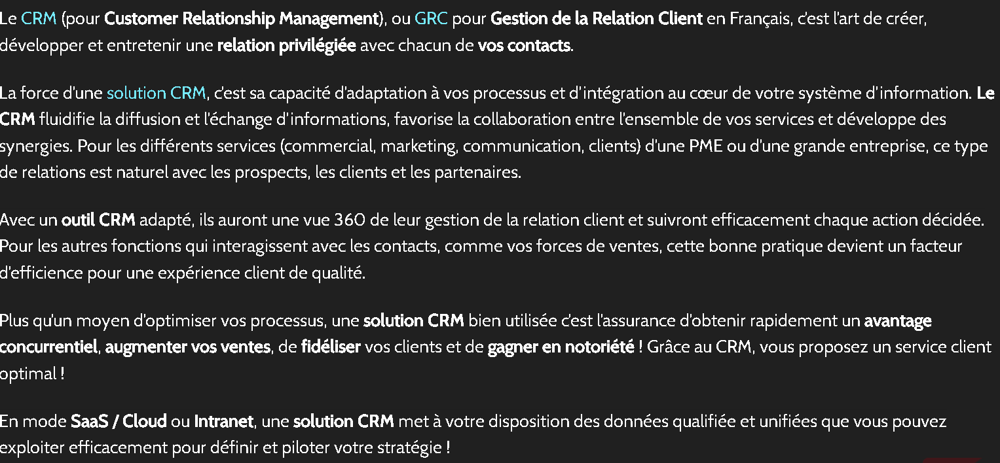 Le CRM (pour Customer Relationship Management), ou GRC pour Gestion de la Relation Client en Français, c'est l'art de créer,
développer et entretenir une relation privilégiée avec chacun de vos contacts.
La force d'une solution CRM, c'est sa capacité d'adaptation à vos processus et d'intégration au cœur de votre système d'information. Le
CRM fluidifie la diffusion et l'échange d'informations, favorise la collaboration entre l'ensemble de vos services et développe des
synergies. Pour les différents services (commercial, marketing, communication, clients) d'une PME ou d'une grande entreprise, ce type
de relations est naturel avec les prospects, les clients et les partenaires.
Avec un outil CRM adapté, ils auront une vue 360 de leur gestion de la relation client et suivront efficacement chaque action décidée.
Pour les autres fonctions qui interagissent avec les contacts, comme vos forces de ventes, cette bonne pratique devient un facteur
d'efficience pour une expérience client de qualité.
Plus qu'un moyen d'optimiser vos processus, une solution CRM bien utilisée c'est l'assurance d'obtenir rapidement un avantage
concurrentiel, augmenter vos ventes, de fidéliser vos clients et de gagner en notoriété ! Grâce au CRM, vous proposez un service client
optimal !
En mode SaaS / Cloud ou Intranet, une solution CRM met à votre disposition des données qualifiée et unifiées que vous pouvez
exploiter efficacement pour définir et piloter votre stratégie !